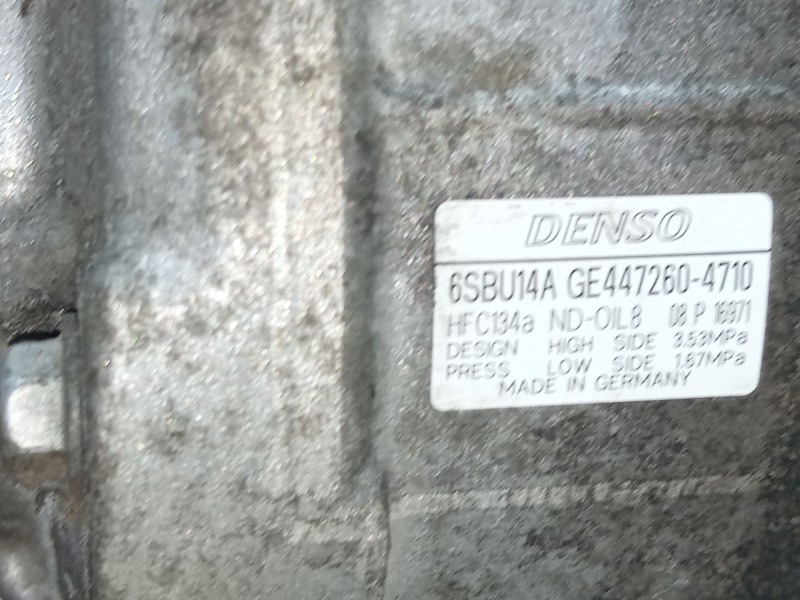 DENSO
6SBU14A GE447260-4710
HFC134a ND-OIL8 08 P 16971
DESIGN HIGH SIDE 3.53MPa
PRESS LOW SIDE 1.67MPa
MADE IN GERMANY